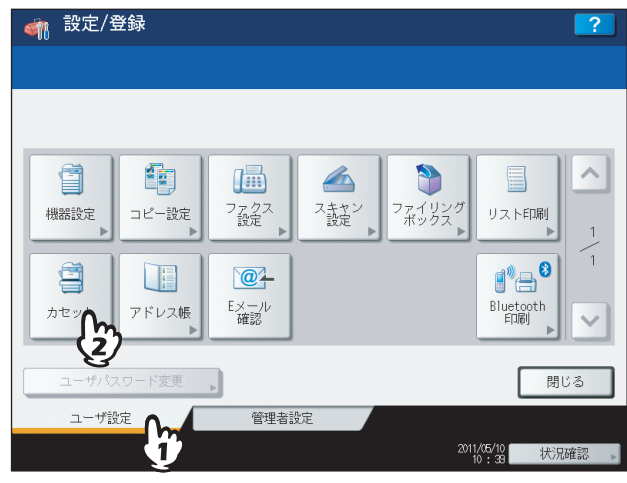 設定/登録
?
機器設定
コピー設定
ファクス
設定
スキャン
設定
ファイリング
ボックス
リスト印刷
1
1
カセット
アドレス帳
@
Eメール
確認
Bluetooth
印刷
2
ユーザパスワード変更
閉じる
ユーザ設定
管理者設定
1
2011/05/10
10 : 39
状況確認